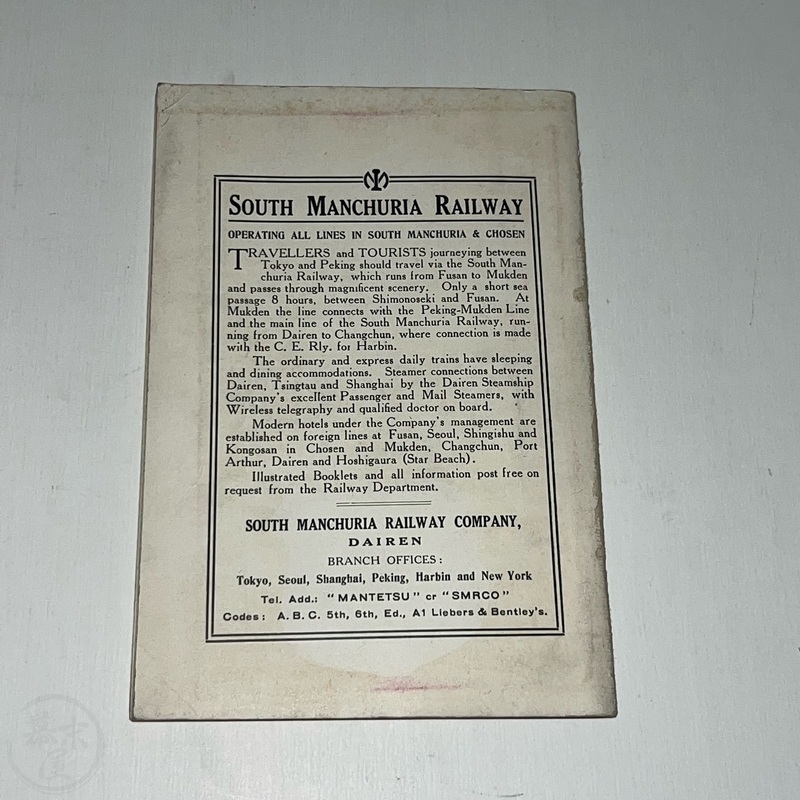 SOUTH MANCHURIA RAILWAY
OPERATING ALL LINES IN SOUTH MANCHURIA & CHOSEN
TRAVELLERS and TOURISTS journeying between
Tokyo and Peking should travel via the South Man-
churia Railway, which runs from Fusan to Mukden
and passes through magnificent scenery. Only a short sea
passage 8 hours, between Shimonoseki and Fusan. At
Mukden the line connects with the Peking-Mukden Line
and the main line of the South Manchuria Railway, run-
ning from Dairen to Changchun, where connection is made
with the C. E. Rly. for Harbin.
The ordinary and express daily trains have sleeping
and dining accommodations. Steamer connections between
Dairen, Tsingtau and Shanghai by the Dairen Steamship
Company's excellent Passenger and Mail Steamers, with
Wireless telegraphy and qualified doctor on board.
Modern hotels under the Company's management are
established on foreign lines at Fusan, Seoul, Shingishu and
Kongosan in Chosen and Mukden, Changchun, Port
Arthur, Dairen and Hoshigaura (Star Beach).
Illustrated Booklets and all information post free on
request from the Railway Department.
SOUTH MANCHURIA RAILWAY COMPANY,
DAIREN
BRANCH OFFICES:
Tokyo, Seoul, Shanghai, Peking, Harbin and New York
Tel. Add.: "MANTETSU" or "SMRCO"
Codes: A. B. C. 5th, 6th, Ed., A1 Liebers & Bentley's.
幕末屋